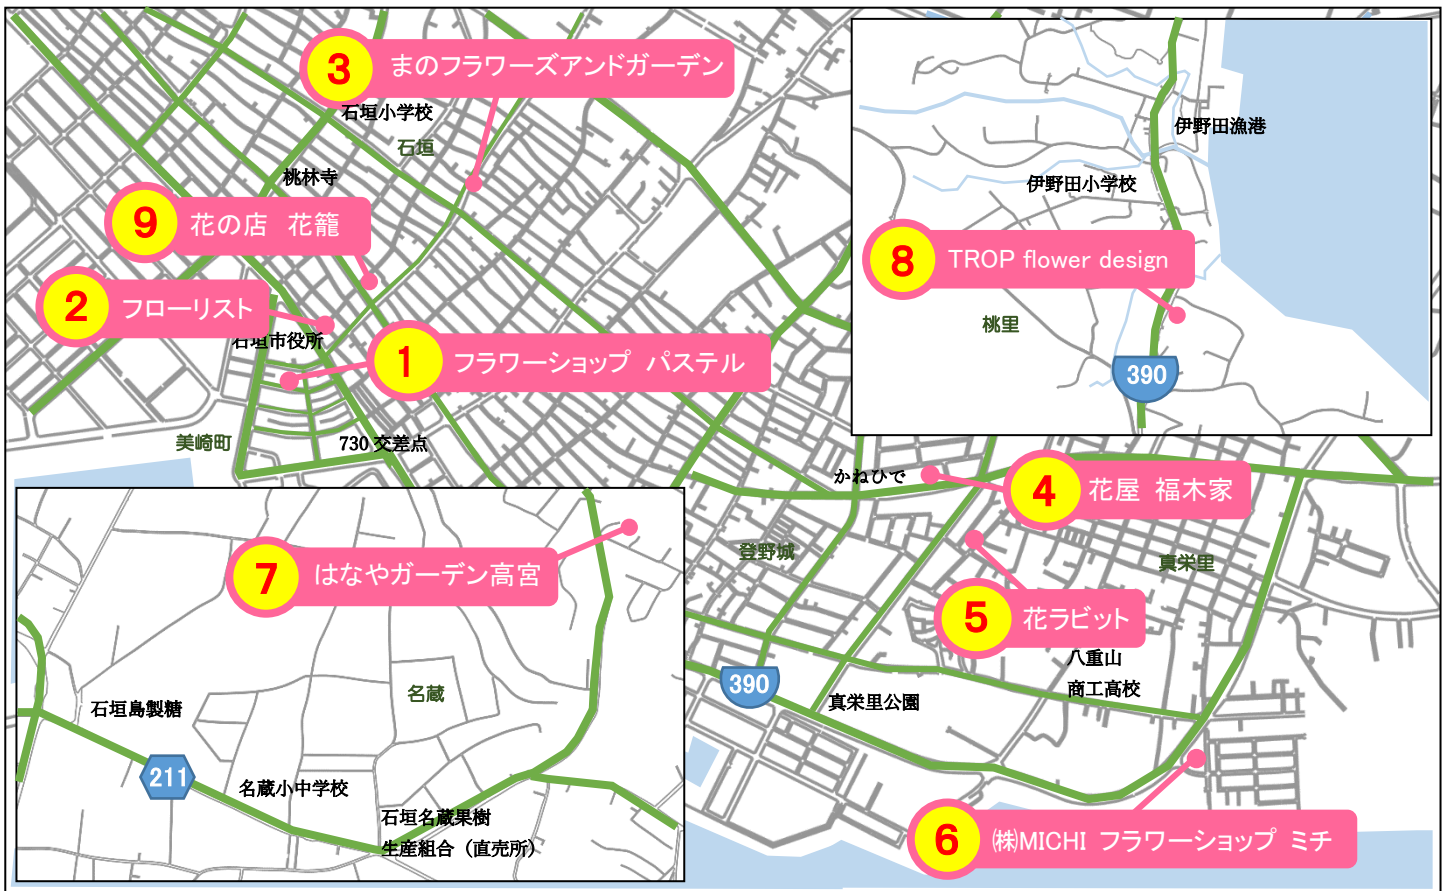 3 まのフラワーズアンドガーデン
石垣小学校
石垣
桃林寺
9 花の店 花籠
2 フローリスト
石垣市役所
1 フラワーショップ パステル
美崎町
730 交差点
伊野田漁港
伊野田小学校
8 TROP flower design
桃里
390
かねひで
4 花屋 福木家
登野城
真栄里
5 花ラビット
八重山
商工高校
390
真栄里公園
6 ㈱MICHI フラワーショップ ミチ
7 はなやガーデン高宮
名蔵
石垣島製糖
211
名蔵小中学校
石垣名蔵果樹
生産組合（直売所）